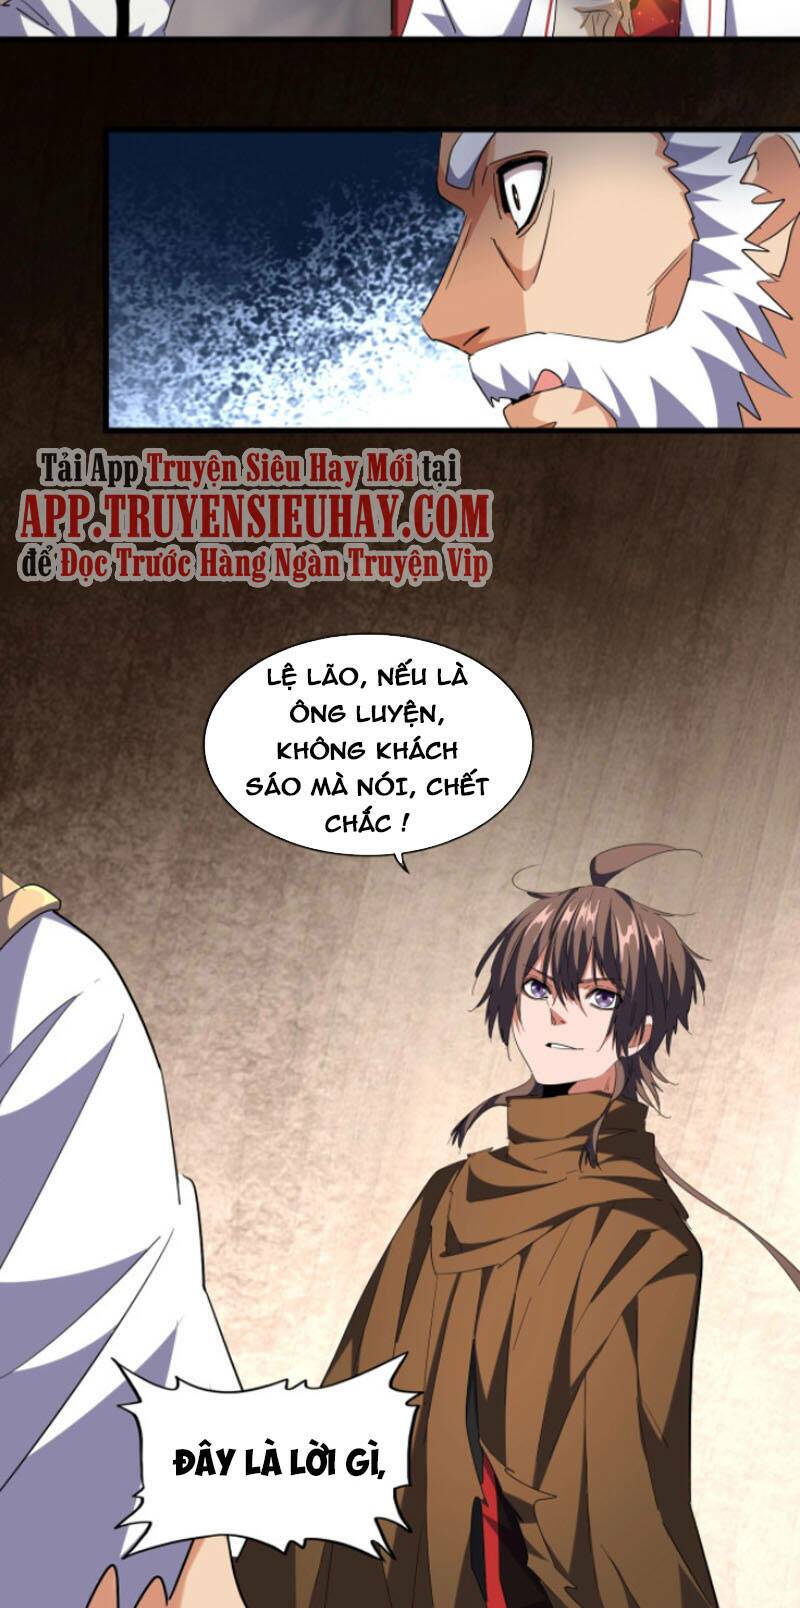 Tải App Truyện Siêu Hay Mới tại
APP.TRUYENSIEUHAY.COM
để Đọc Trước Hàng Ngàn Truyện Vip
LỆ LÃO, NẾU LÀ
ÔNG LUYỆN,
KHÔNG KHÁCH
SÁO MÀ NÓI, CHẾT
CHẮC !
ĐÂY LÀ LỜI GÌ,